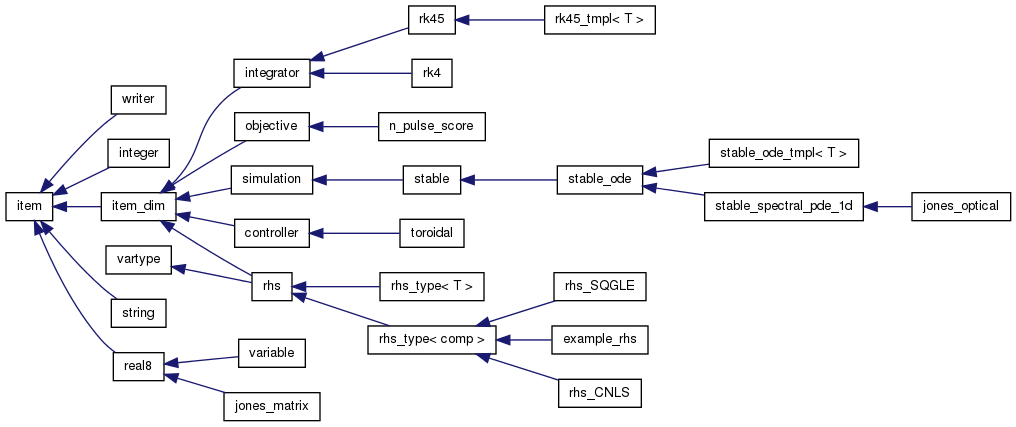 rk45
rk45_tmpl< T >
integrator
rk4
writer
objective
n_pulse_score
integer
stable_ode_tmpl< T >
simulation
stable
stable_ode
item
item_dim
stable_spectral_pde_1d
jones_optical
controller
toroidal
vartype
rhs
rhs_type< T >
rhs_SQGLE
string
rhs_type< comp >
example_rhs
real8
variable
rhs_CNLS
jones_matrix